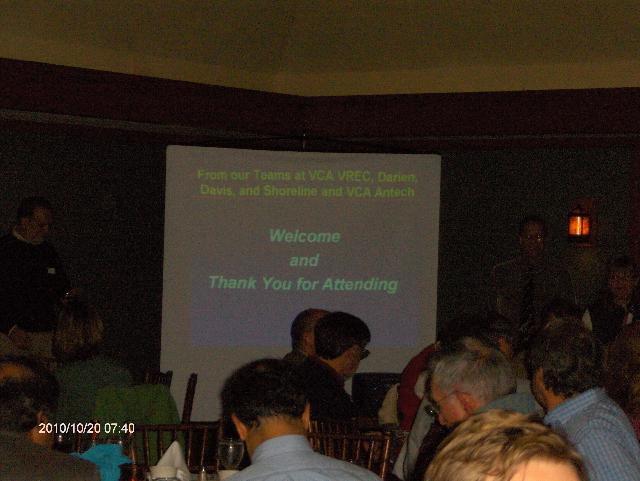 From our Teams at VCA VREC, Darien,
Davis, and Shoreline and VCA Antech
Welcome
and
Thank You for Attending
2010/10/20 07:40